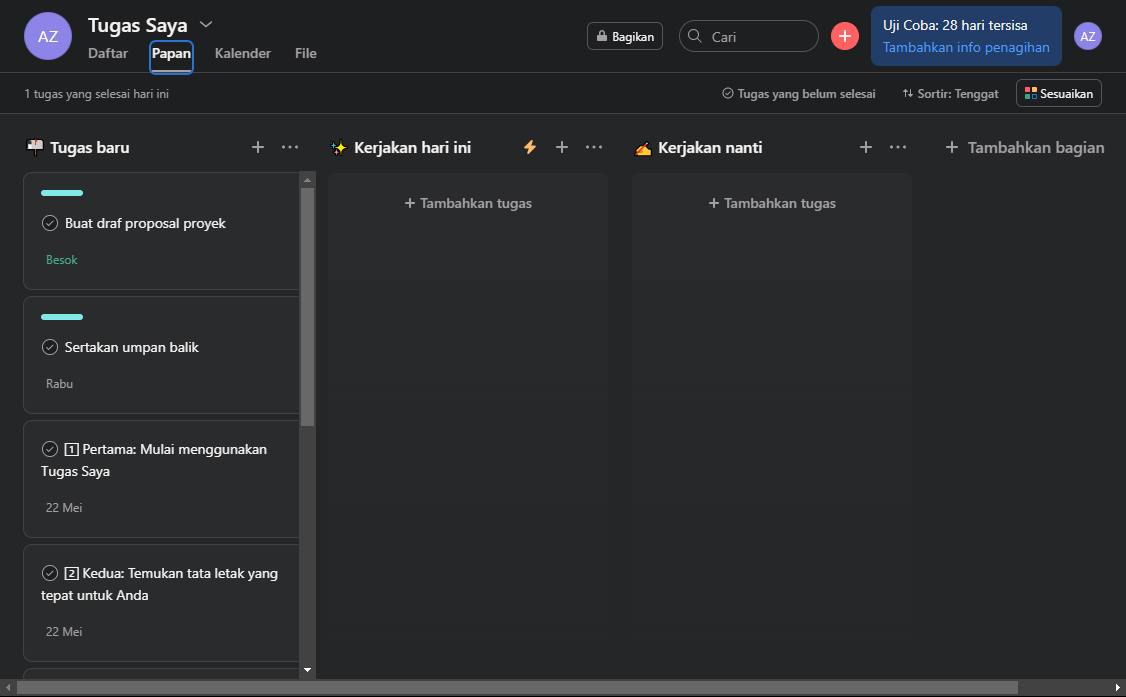 AZ
Tugas Saya
Daftar
Papan
Kalender
File
Bagikan
Cari
Uji Coba: 28 hari tersisa
Tambahkan info penagihan
AZ
1 tugas yang selesai hari ini
Tugas yang belum selesai
Sortir: Tenggat
Sesuaikan
Tugas baru
Buat draf proposal proyek
Besok
Sertakan umpan balik
Rabu
1 Pertama: Mulai menggunakan
Tugas Saya
22 Mei
2 Kedua: Temukan tata letak yang
tepat untuk Anda
22 Mei
Kerjakan hari ini
+ Tambahkan tugas
Kerjakan nanti
+ Tambahkan tugas
+ Tambahkan bagian